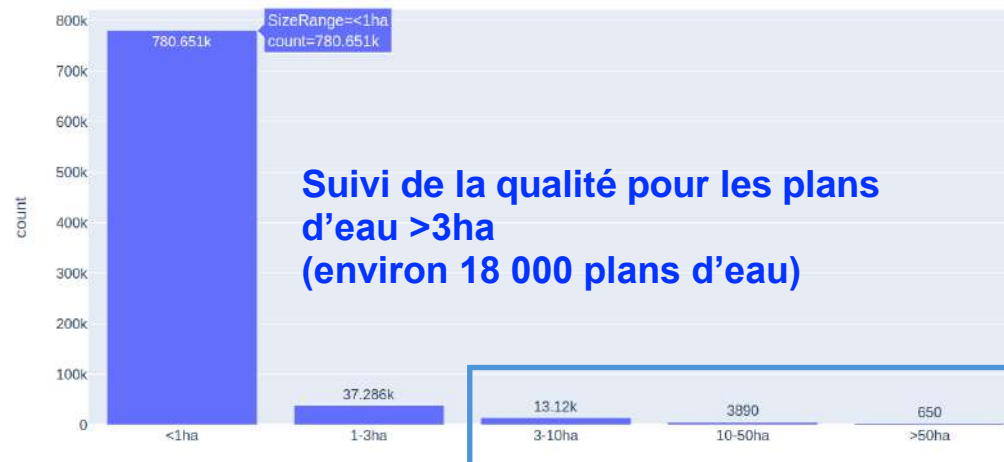 800k
SizeRange=<1ha
count=780.651k
780.651k
700k
600k
500k
Suivi de la qualité pour les plans
d’eau >3ha
(environ 18 000 plans d’eau)
count
400k
300k
200k
100k
37.286k
13.12k
3890
650
0
<1ha
1-3ha
3-10ha
10-50ha
>50ha